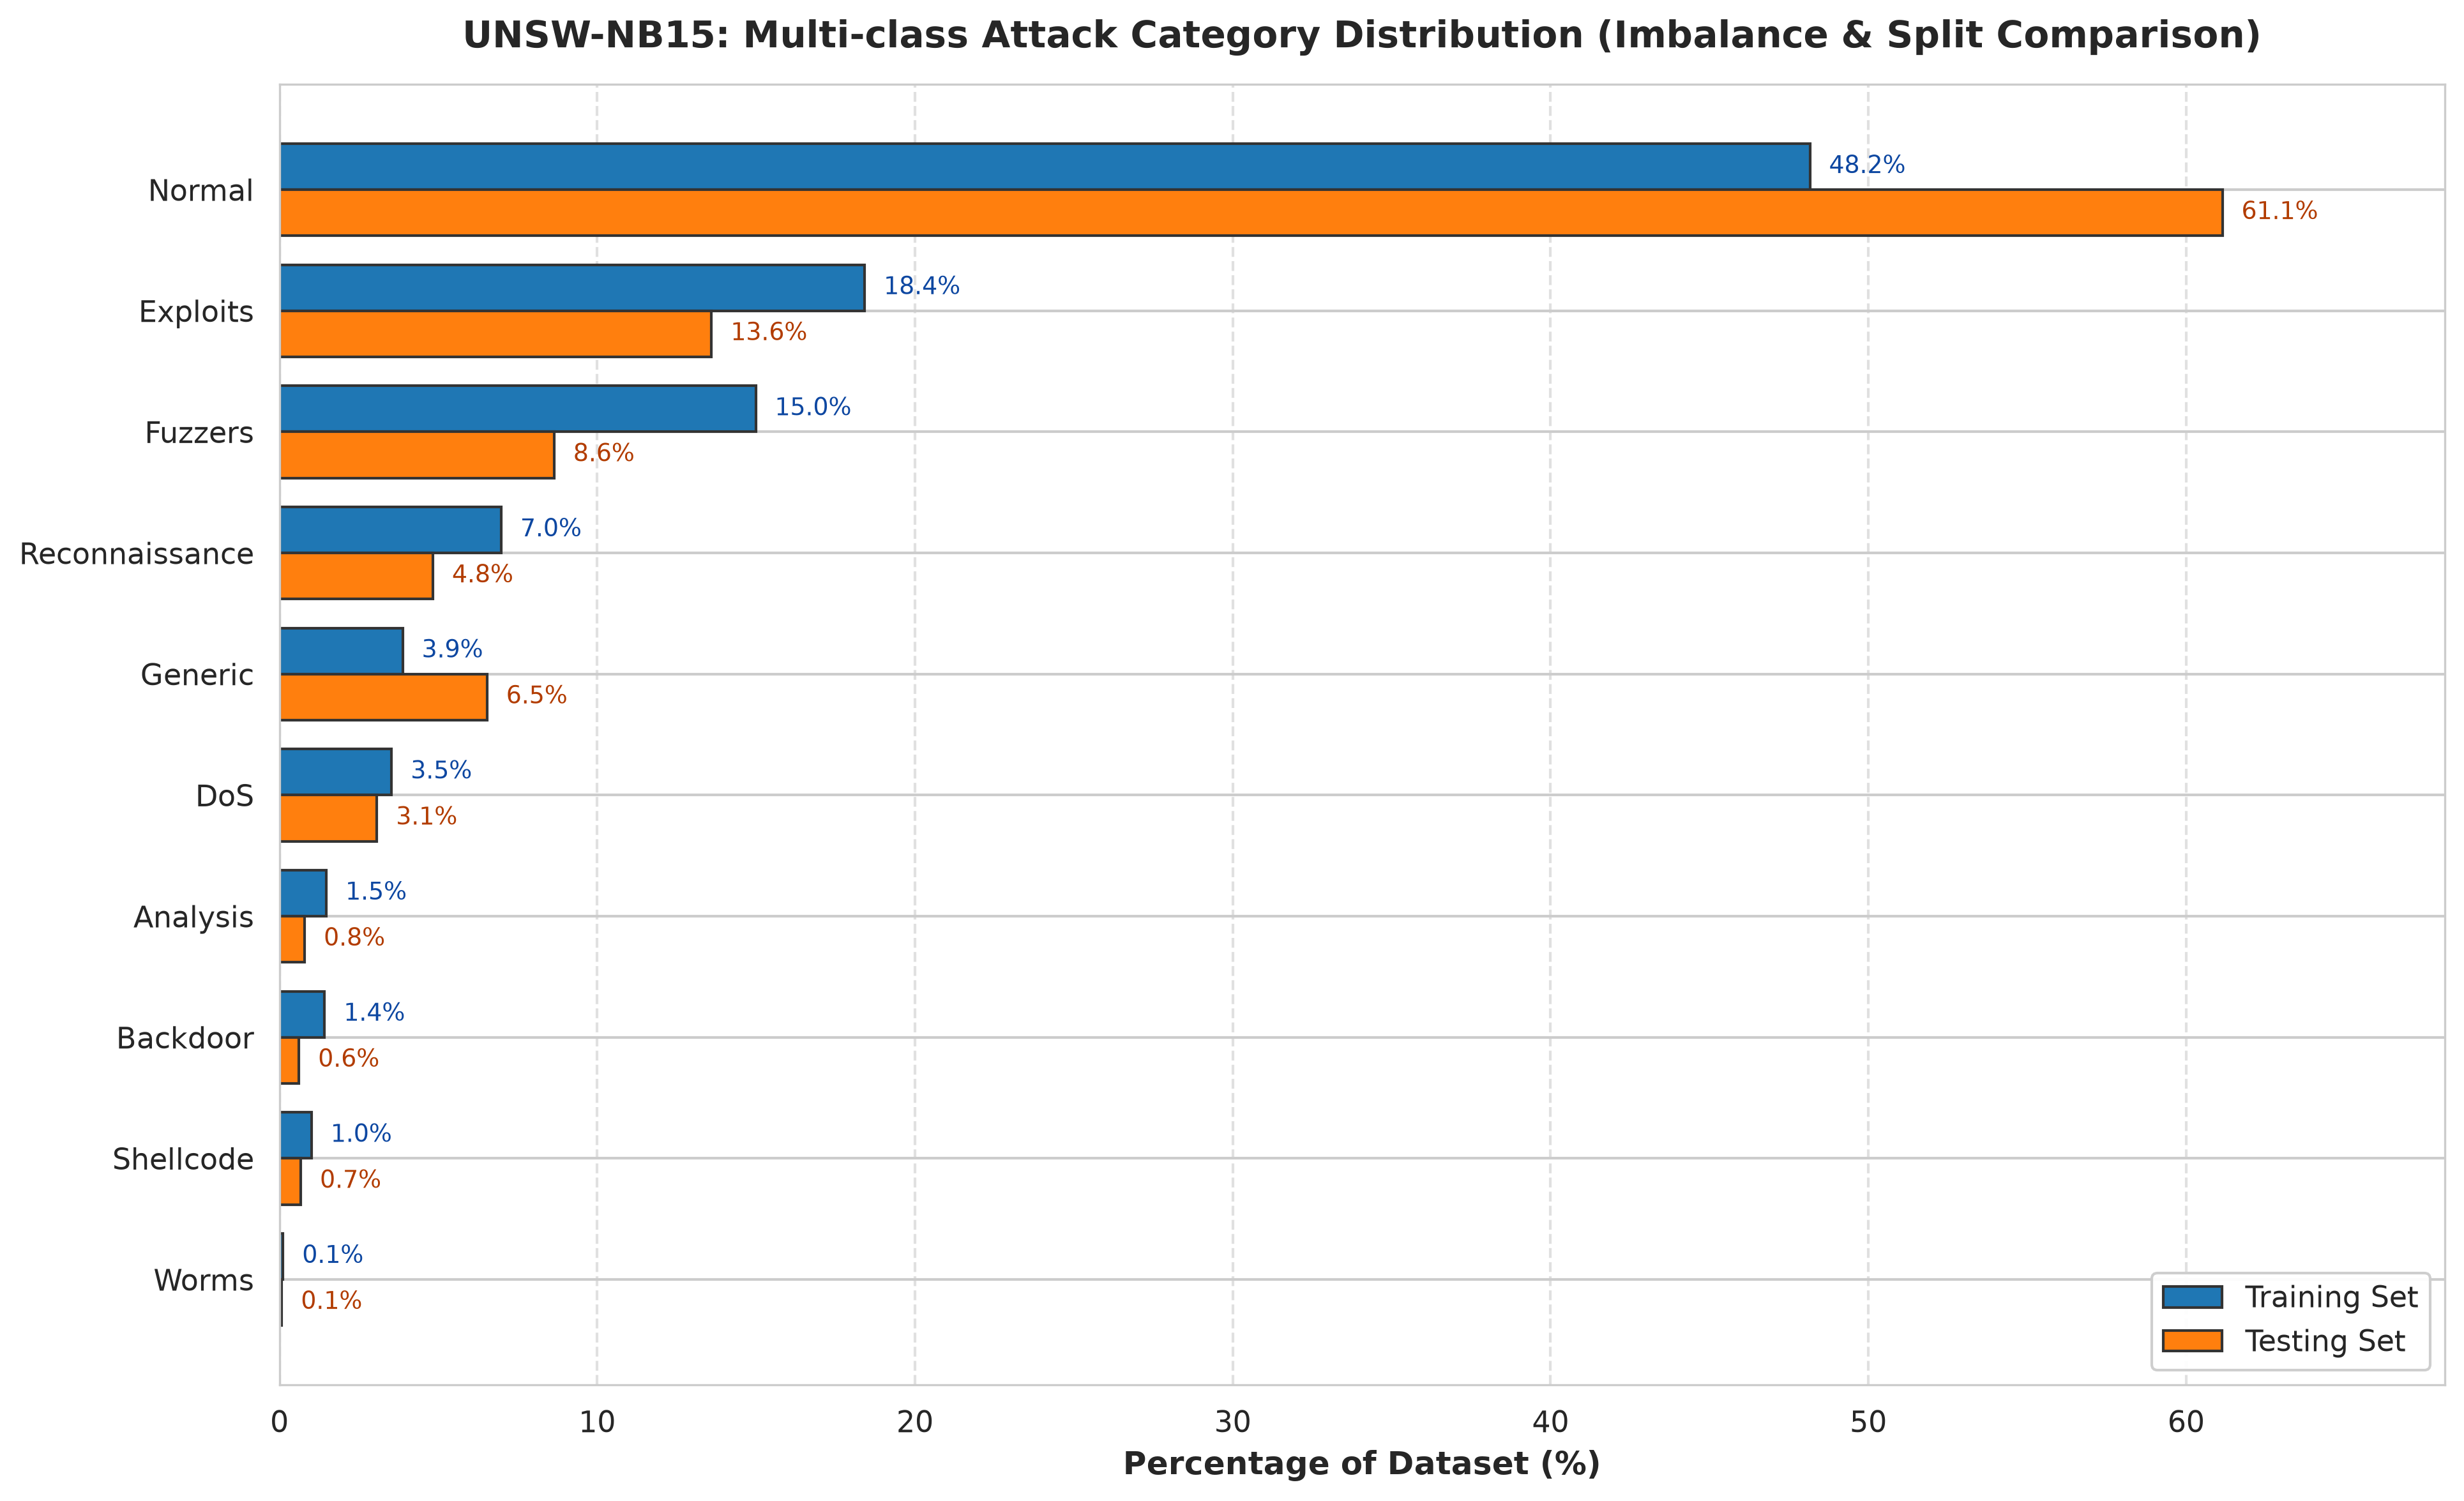 UNSW-NB15: Multi-class Attack Category Distribution (Imbalance & Split Comparison)
Normal
48.2%
61.1%
Exploits
18.4%
13.6%
Fuzzers
15.0%
8.6%
Reconnaissance
7.0%
4.8%
Generic
3.9%
6.5%
DoS
3.5%
3.1%
Analysis
1.5%
0.8%
Backdoor
1.4%
0.6%
Shellcode
1.0%
0.7%
Worms
0.1%
0.1%
Training Set
Testing Set
0 10 20 30 40 50 60
Percentage of Dataset (%)